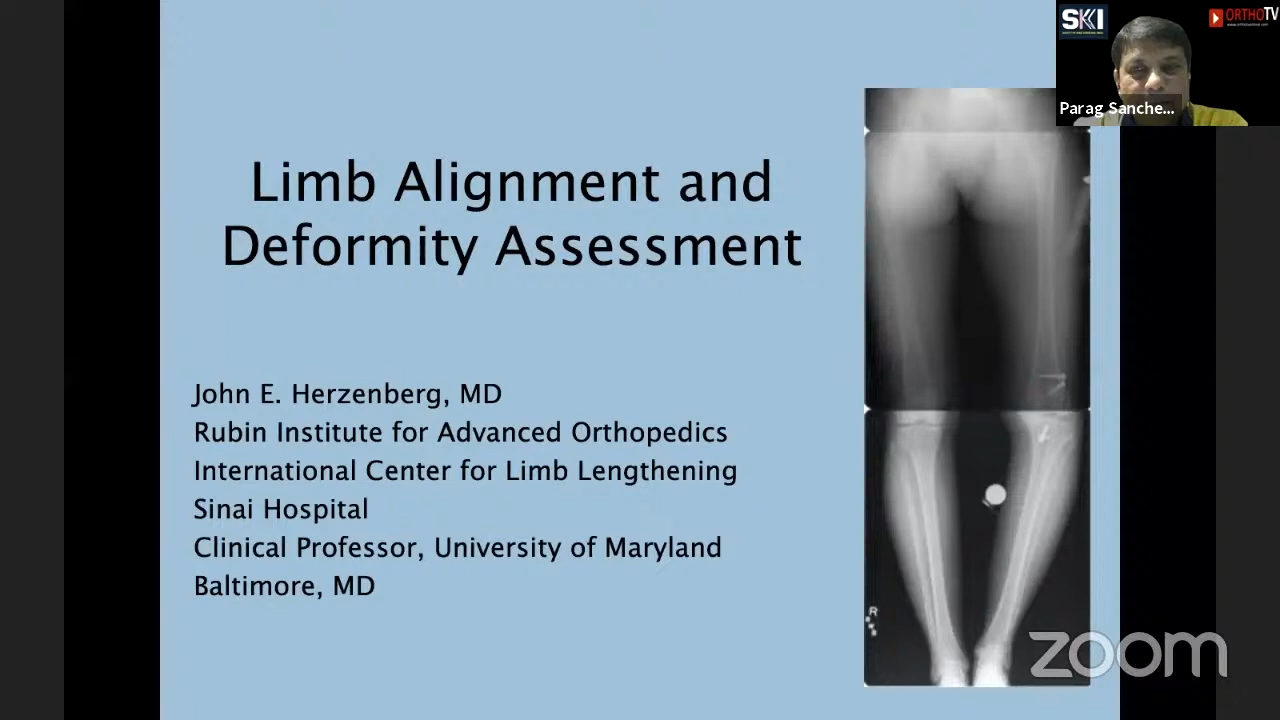 Limb Alignment and
Deformity Assessment
John E. Herzenberg, MD
Rubin Institute for Advanced Orthopedics
International Center for Limb Lengthening
Sinai Hospital
Clinical Professor, University of Maryland
Baltimore, MD
SKI
ORTHOTV
Parag Sanche...
R
zoom